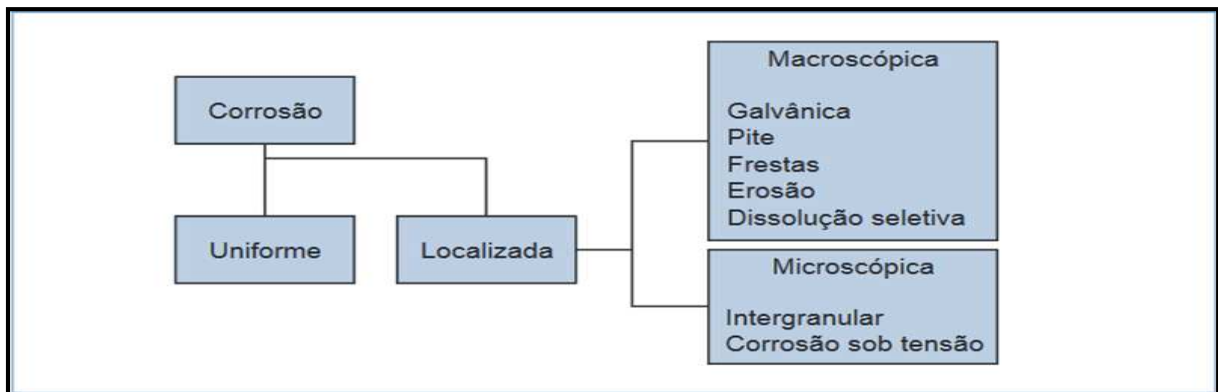 Corrosão
Uniforme
Localizada
Macroscópica
Galvânica
Pite
Frestas
Erosão
Dissolução seletiva
Microscópica
Intergranular
Corrosão sob tensão